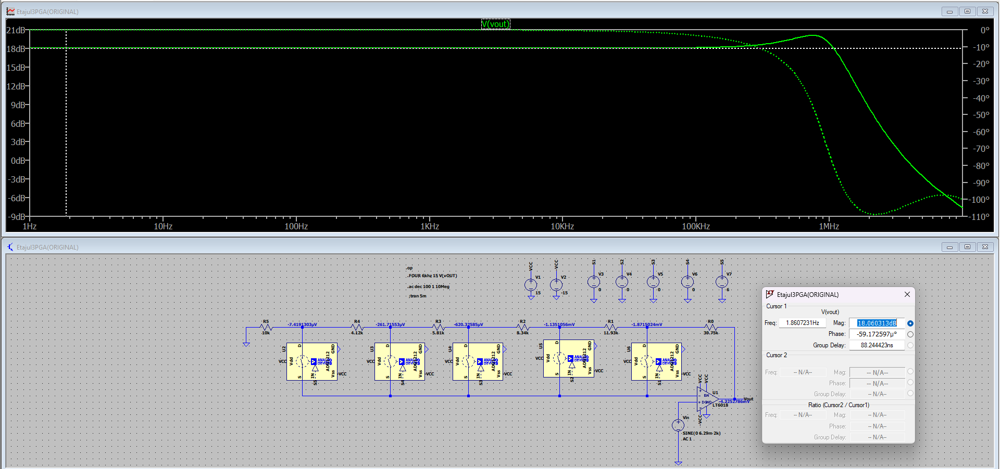 Etajul3PGA(ORIGINAL)
V(vout)
21dB
18dB
15dB
12dB
9dB
6dB
3dB
0dB
-3dB
-6dB
-9dB
0°
-10°
-20°
-30°
-40°
-50°
-60°
-70°
-80°
-90°
-100°
-110°
1Hz 10Hz 100Hz 1KHz 10KHz 100KHz 1MHz
Etajul3PGA(ORIGINAL)
.op
.FOUR 6khz 15 V(vOUT)
.ac dec 100 1 10Meg
;tran 5m
VCC VCC S1 S2 S3 S4 S5
V1 V2 V3 V4 V5 V6 V7
15 -15 0 0 0 0 6
R5 R4 R3 R2 R1 R0
-7.4191303µV -261.71553µV -620.32585µV -1.1351056mV -1.8715024mV
10k 4.12k 5.81k 8.34k 11.93k 39.75k
U2 D GND VCC Vdd ANALOG DEVICES S IN Vss -VCC S5
U3 D GND VCC Vdd ANALOG DEVICES S IN Vss -VCC S4
U4 D GND VCC Vdd ANALOG DEVICES S IN Vss -VCC S3
U5 D GND VCC Vdd ANALOG DEVICES S IN Vss -VCC S2
U6 D GND VCC Vdd ANALOG DEVICES S IN Vss -VCC S1
VCC VCC
U1
EN
DGND
LT6018
Vout
-4.3252786mV
-VCC
Vin
SINE(0 6.29m 2k)
AC 1
Etajul3PGA(ORIGINAL)
Cursor 1
V(vout)
Freq: 1.8607231Hz Mag: 18.060313dB
Phase: -59.172597µ°
Group Delay: 88.244423ns
Cursor 2
Freq: -- N/A-- Mag: -- N/A--
Phase: -- N/A--
Group Delay: -- N/A--
Ratio (Cursor2 / Cursor1)
Freq: -- N/A-- Mag: -- N/A--
Phase: -- N/A--
Group Delay: -- N/A--